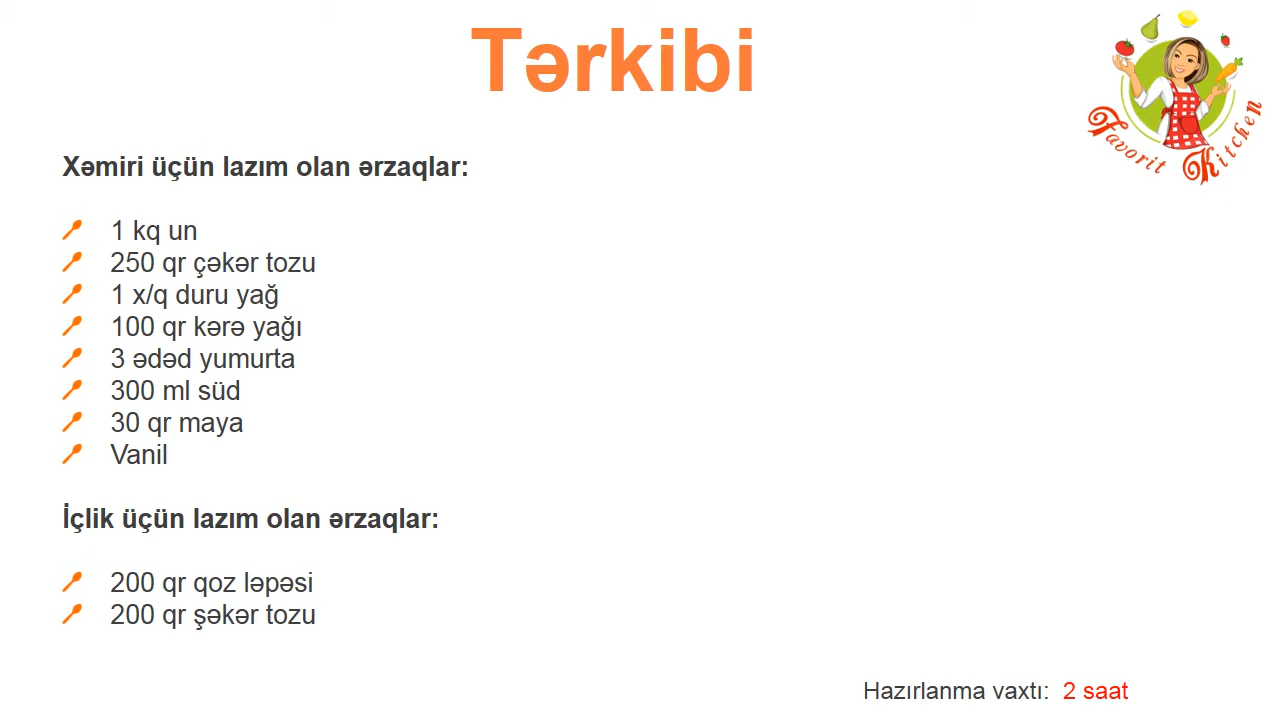 Tərkibi
Favorit Kitchen
Xəmiri üçün lazım olan ərzaqlar:
1 kq un
250 qr çəkər tozu
1 x/q duru yağ
100 qr kərə yağı
3 ədəd yumurta
300 ml süd
30 qr maya
Vanil
İçlik üçün lazım olan ərzaqlar:
200 qr qoz ləpəsi
200 qr şəkər tozu
Hazırlanma vaxtı: 2 saat